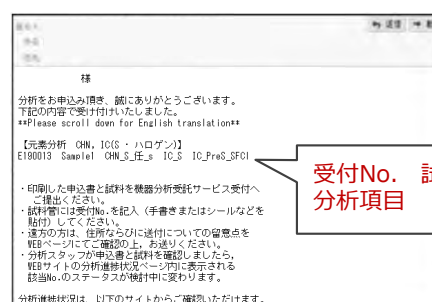 返信
様
分析をお申込み頂き、誠にありがとうございます。
下記の内容で受け付けいたしました。
**Please scroll down for English translation**
【元素分析 CHN, IC(S ・ ハロゲン)】
E190013 Sample1 CHN_S_任_s IC_S IC_PreS_SFCI
・印刷した申込書と試料を機器分析受託サービス受付へ
ご提出ください。
・試料管には受付No.を記入（手書きまたはシールなどを
貼付）してください。
・遠方の方は、住所ならびに送付についての留意点を
WEBページにてご確認の上、お送りください。
・分析スタッフが申込書と試料を確認しましたら，
WEBサイトの分析進捗状況ページ内に表示される
該当No.のステータスが検討中に変わります。
分析進捗状況は、以下のサイトからご確認いただけます。
受付No. 試
分析項目